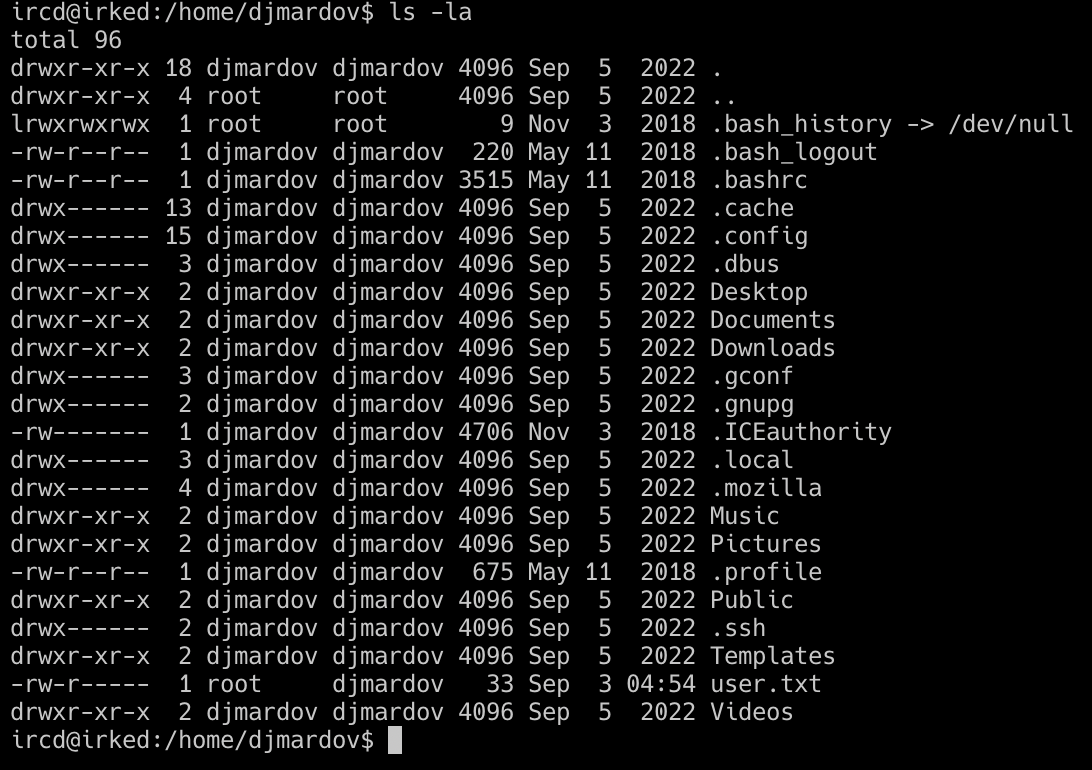 ircd@irked:/home/djmardov$ ls -la
total 96
drwxr-xr-x 18 djmardov djmardov 4096 Sep  5  2022 .
drwxr-xr-x  4 root     root     4096 Sep  5  2022 ..
lrwxrwxrwx  1 root     root        9 Nov  3  2018 .bash_history -> /dev/null
-rw-r--r--  1 djmardov djmardov  220 May 11  2018 .bash_logout
-rw-r--r--  1 djmardov djmardov 3515 May 11  2018 .bashrc
drwx------ 13 djmardov djmardov 4096 Sep  5  2022 .cache
drwx------ 15 djmardov djmardov 4096 Sep  5  2022 .config
drwx------  3 djmardov djmardov 4096 Sep  5  2022 .dbus
drwxr-xr-x  2 djmardov djmardov 4096 Sep  5  2022 Desktop
drwxr-xr-x  2 djmardov djmardov 4096 Sep  5  2022 Documents
drwxr-xr-x  2 djmardov djmardov 4096 Sep  5  2022 Downloads
drwx------  3 djmardov djmardov 4096 Sep  5  2022 .gconf
drwx------  2 djmardov djmardov 4096 Sep  5  2022 .gnupg
-rw-------  1 djmardov djmardov 4706 Nov  3  2018 .ICEauthority
drwx------  3 djmardov djmardov 4096 Sep  5  2022 .local
drwx------  4 djmardov djmardov 4096 Sep  5  2022 .mozilla
drwxr-xr-x  2 djmardov djmardov 4096 Sep  5  2022 Music
drwxr-xr-x  2 djmardov djmardov 4096 Sep  5  2022 Pictures
-rw-r--r--  1 djmardov djmardov  675 May 11  2018 .profile
drwxr-xr-x  2 djmardov djmardov 4096 Sep  5  2022 Public
drwx------  2 djmardov djmardov 4096 Sep  5  2022 .ssh
drwxr-xr-x  2 djmardov djmardov 4096 Sep  5  2022 Templates
-rw-r-----  1 root     djmardov   33 Sep  3 04:54 user.txt
drwxr-xr-x  2 djmardov djmardov 4096 Sep  5  2022 Videos
ircd@irked:/home/djmardov$